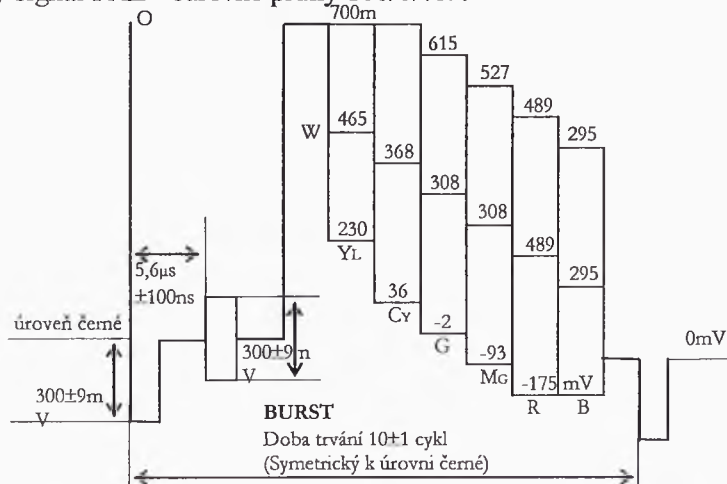 O
700m
615
527
489
465
295
W
368
308
308
230
489
YL
5,6µs
±100ns
295
36
CY
úroveň černé
-2
G
0mV
300±9m
V
-93
MG
300±9m
V
-175 mV
R
B
BURST
Doba trvání 10±1 cykl
(Symetrický k úrovni černé)